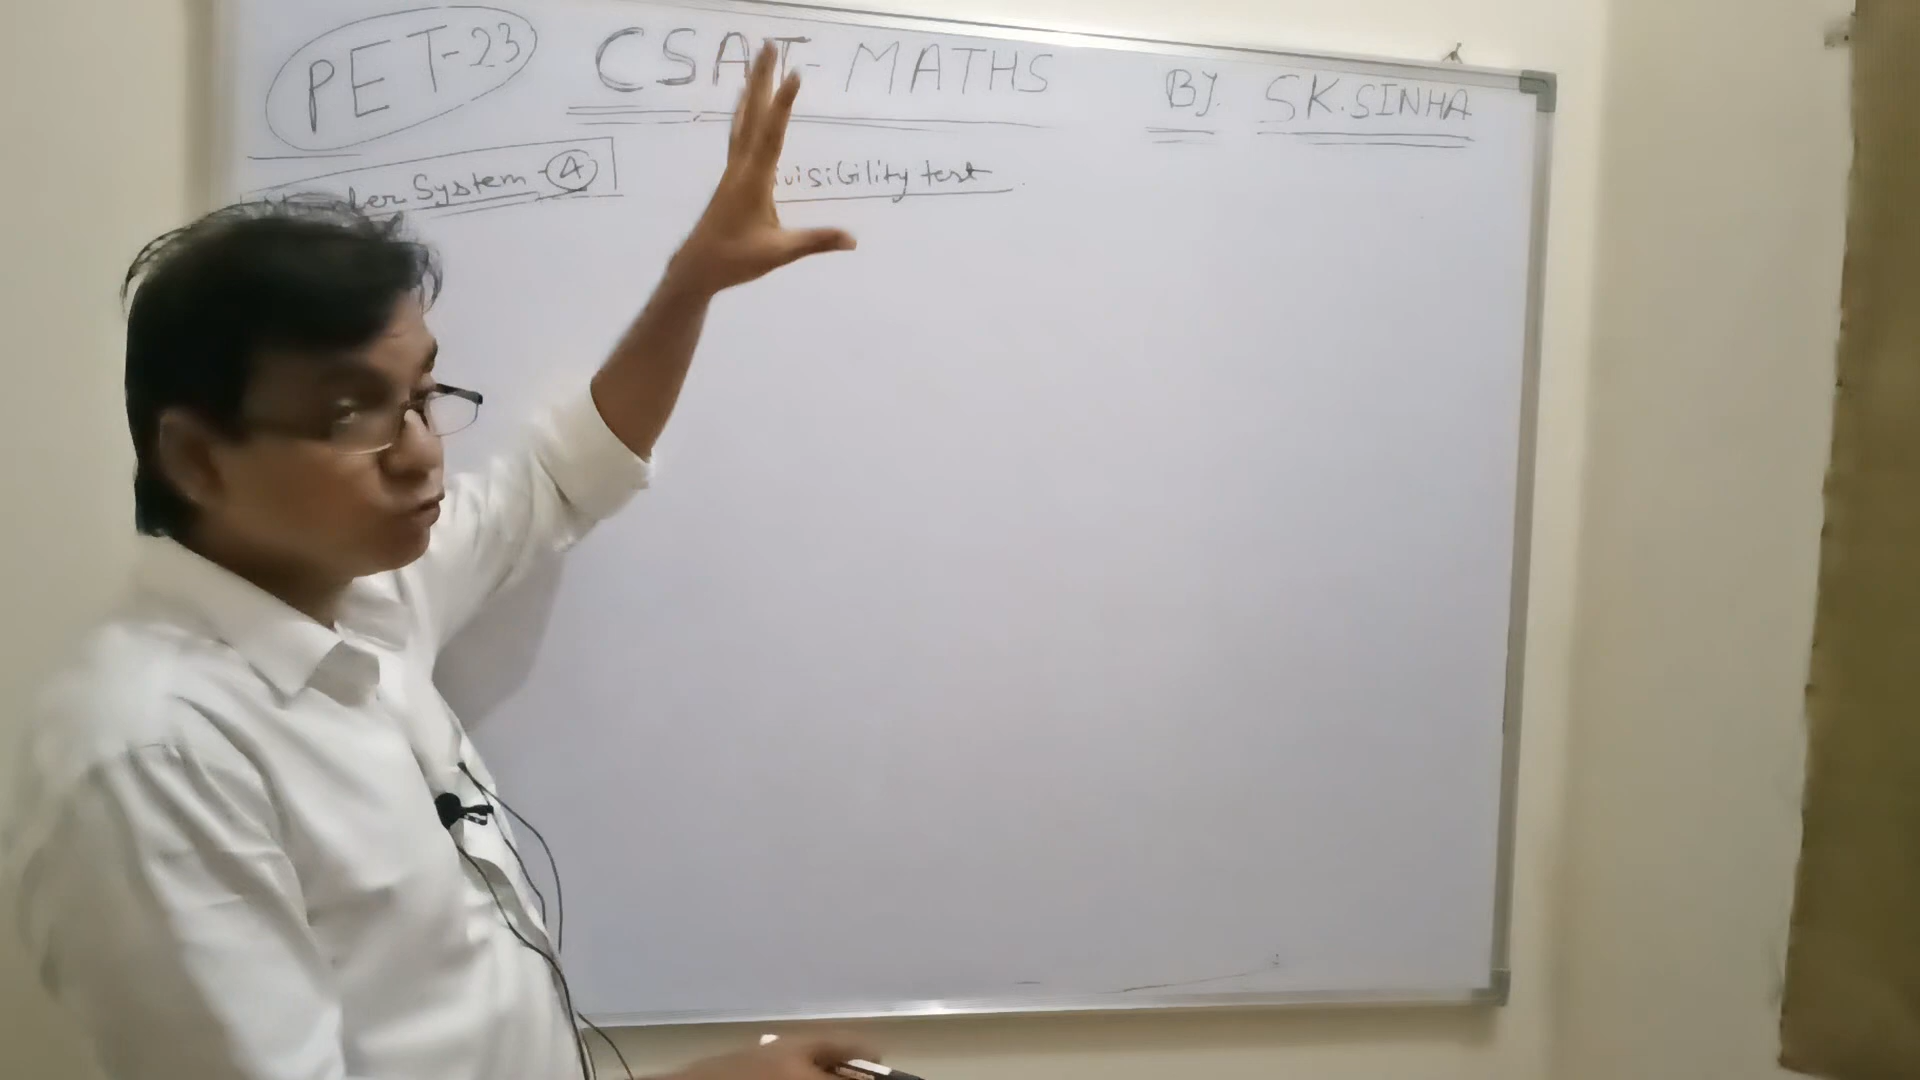 PET-23 CSAT- MATHS BY. SK.SINHA
System - 4 ivisibility test